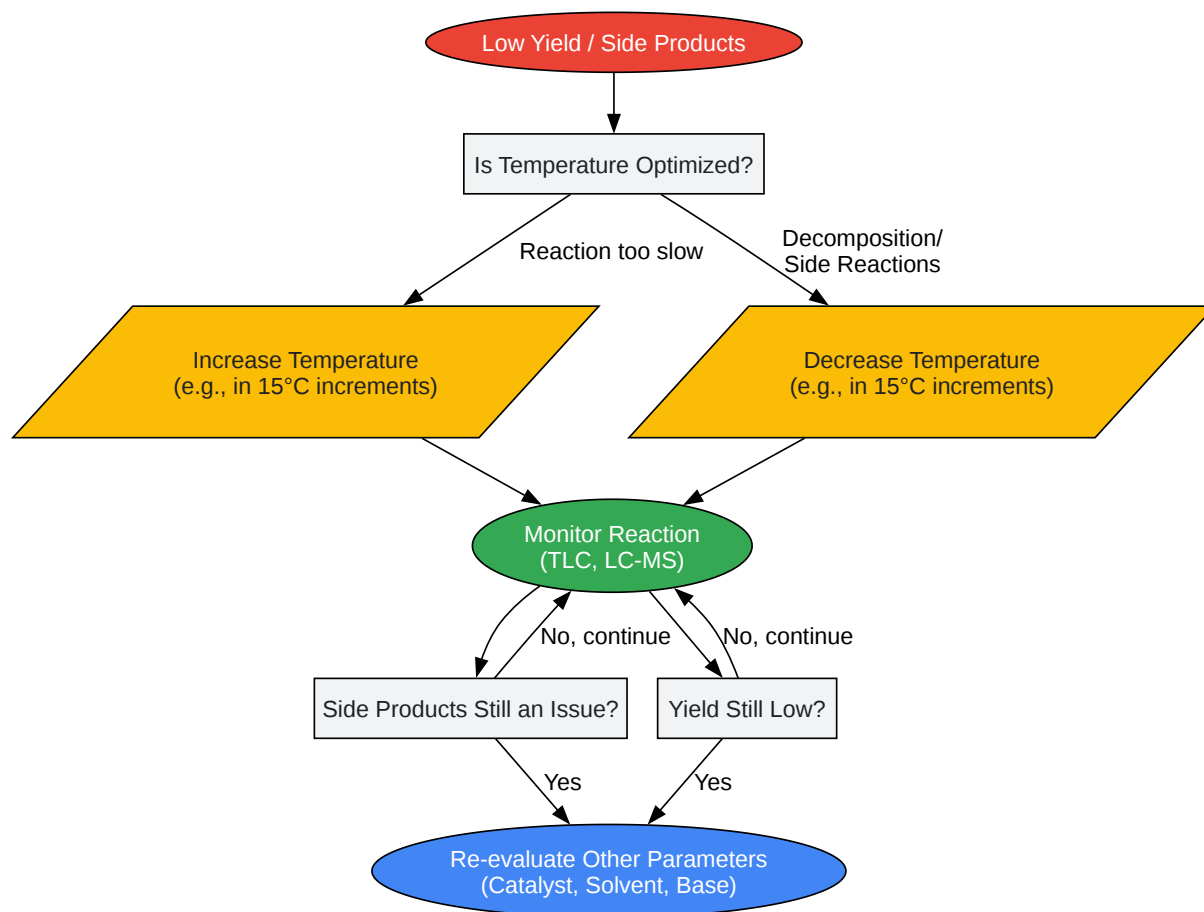 Low Yield / Side Products
Is Temperature Optimized?
Reaction too slow
Decomposition/
Side Reactions
Increase Temperature
(e.g., in 15°C increments)
Decrease Temperature
(e.g., in 15°C increments)
Monitor Reaction
(TLC, LC-MS)
No, continue
No, continue
Side Products Still an Issue?
Yield Still Low?
Yes
Yes
Re-evaluate Other Parameters
(Catalyst, Solvent, Base)